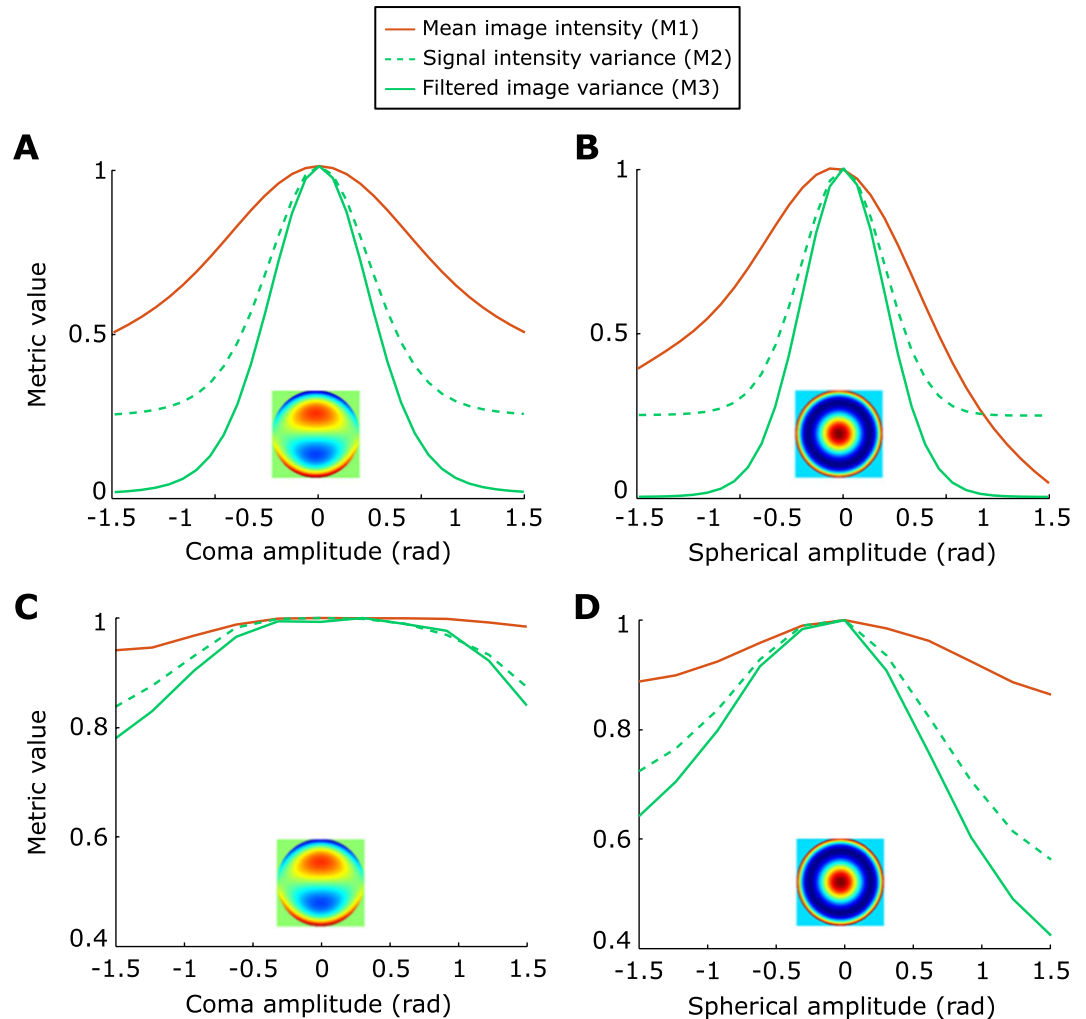 Mean image intensity (M1)
Signal intensity variance (M2)
Filtered image variance (M3)
A
B
1
0.5
0
Metric value
-1.5 -1 -0.5 0 0.5 1 1.5
Coma amplitude (rad)
1
0.5
0
-1.5 -1 -0.5 0 0.5 1 1.5
Spherical amplitude (rad)
C
D
1
0.8
0.6
0.4
Metric value
-1.5 -1 -0.5 0 0.5 1 1.5
Coma amplitude (rad)
1
0.8
0.6
0.4
-1.5 -1 -0.5 0 0.5 1 1.5
Spherical amplitude (rad)